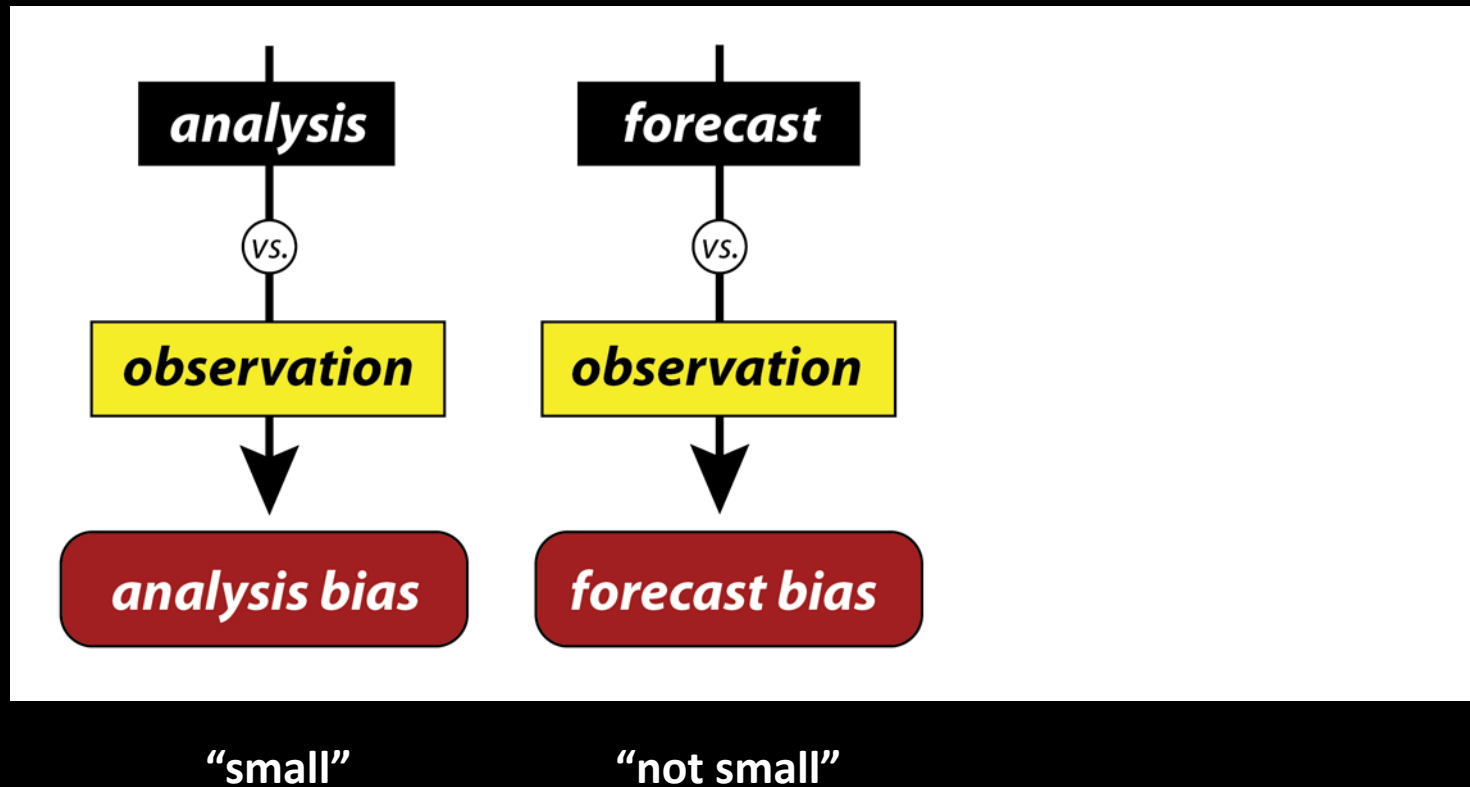 analysis
vs.
observation
analysis bias
forecast
vs.
observation
forecast bias
“small”
“not small”